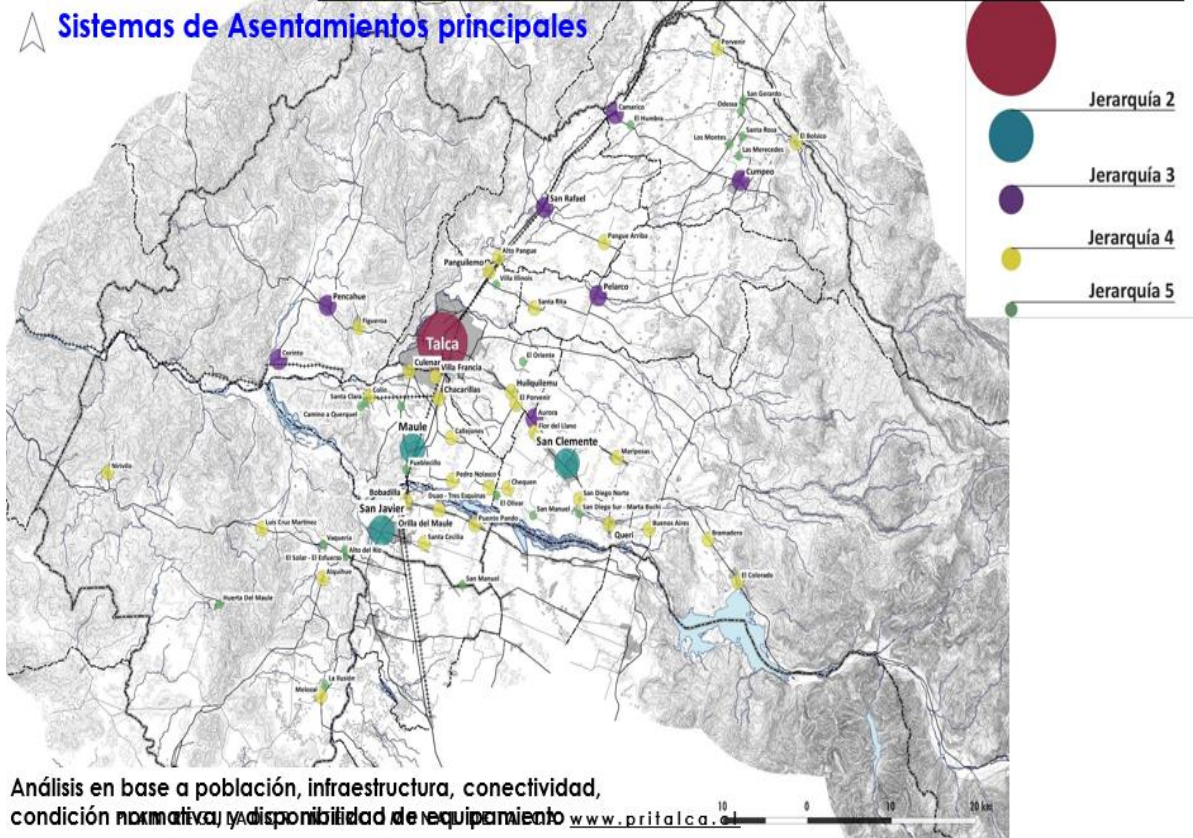 Sistemas de Asentamientos principales
Jerarquía 2
Jerarquía 3
Jerarquía 4
Jerarquía 5
Porvenir
San Gerardo
Odessa
Camarico
El Humbra
Santa Rosa
Los Montes
El Bolsico
Las Merecedes
Cumpeo
San Rafael
Pangue Arriba
Alto Pangue
Panguilemo
Villa Illinois
Pelarco
Pencahue
Santa Rita
Figueroa
Talca
Corinto
El Oriente
Culenar
Villa Francia
Huilquilemu
Colin
Santa Clara
Chacarillas
El Porvenir
Camino a Querquel
Aurora
Flor del Llano
Maule
Callejones
San Clemente
Mariposas
Pueblecillo
Nirivilo
Pedro Nolasco
Chequen
Bobadilla
Duao - Tres Esquinas
El Olivar
San Diego Norte
San Javier
San Manuel
San Diego Sur - Marta Buchi
Luis Cruz Martinez
Orilla del Maule
Puente Pando
Queri
Buenos Aires
Bramadero
Vaqueria
Santa Cecilia
El Solar - El Esfuerzo
Alto del Rio
Alquihue
San Manuel
El Colorado
Huerta Del Maule
La Ilusión
Melozal
Análisis en base a población, infraestructura, conectividad,
condición normativa, y disponibilidad de equipamiento www.pritalca.cl
10 0 10 20 km